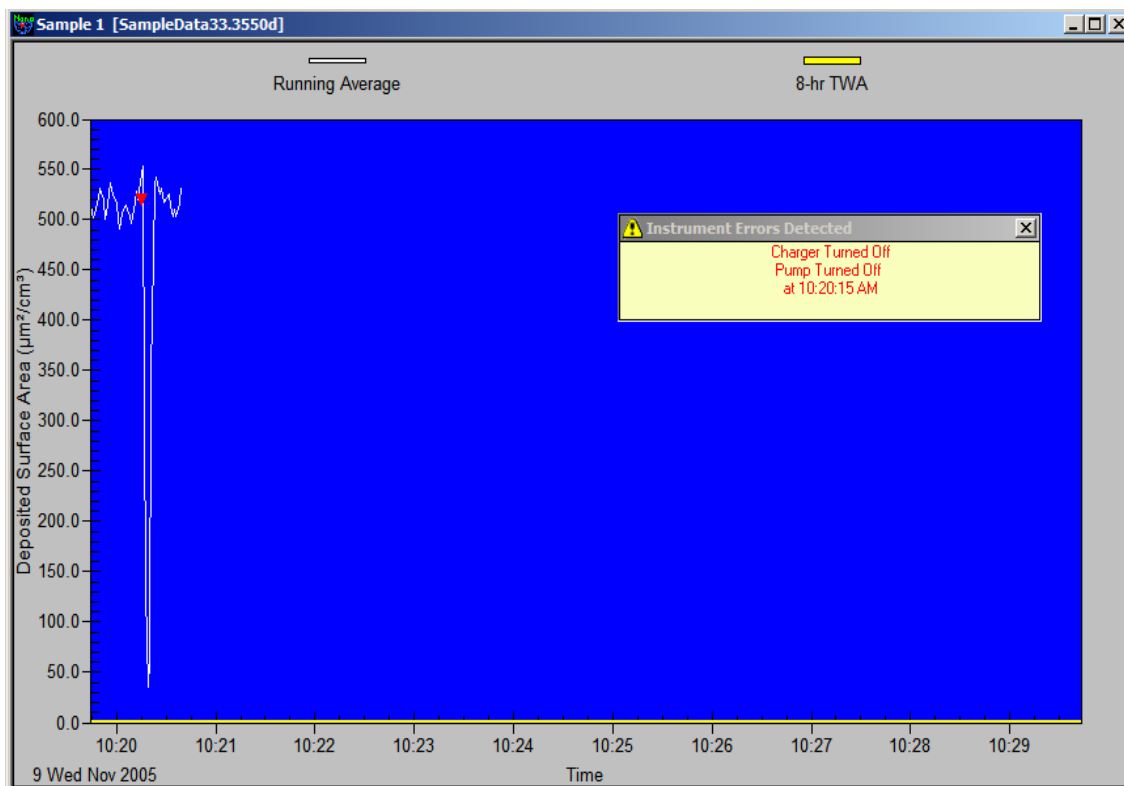 Sample 1 [SampleData33.3550d]
Running Average
8-hr TWA
600.0
550.0
500.0
450.0
400.0
350.0
300.0
250.0
200.0
150.0
100.0
50.0
0.0
Deposited Surface Area (µm²/cm³)
Instrument Errors Detected
Charger Turned Off
Pump Turned Off
at 10:20:15 AM
10:20 10:21 10:22 10:23 10:24 10:25 10:26 10:27 10:28 10:29
9 Wed Nov 2005
Time